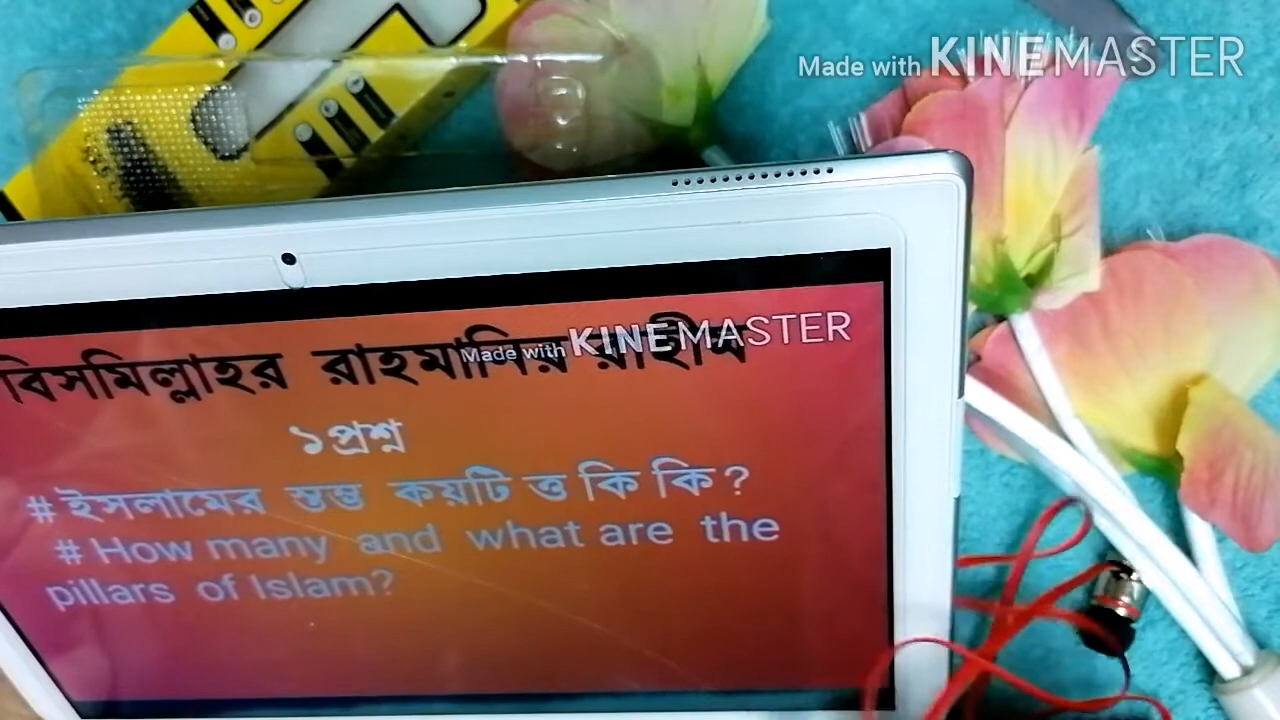 Made with KINEMASTER
Made with KINEMASTER
বিসমিল্লাহর রাহমানির রাহীম
১প্রশ্ন
# ইসলামের স্তম্ভ কয়টি ত্ত কি কি ?
# How many and what are the
pillars of Islam?